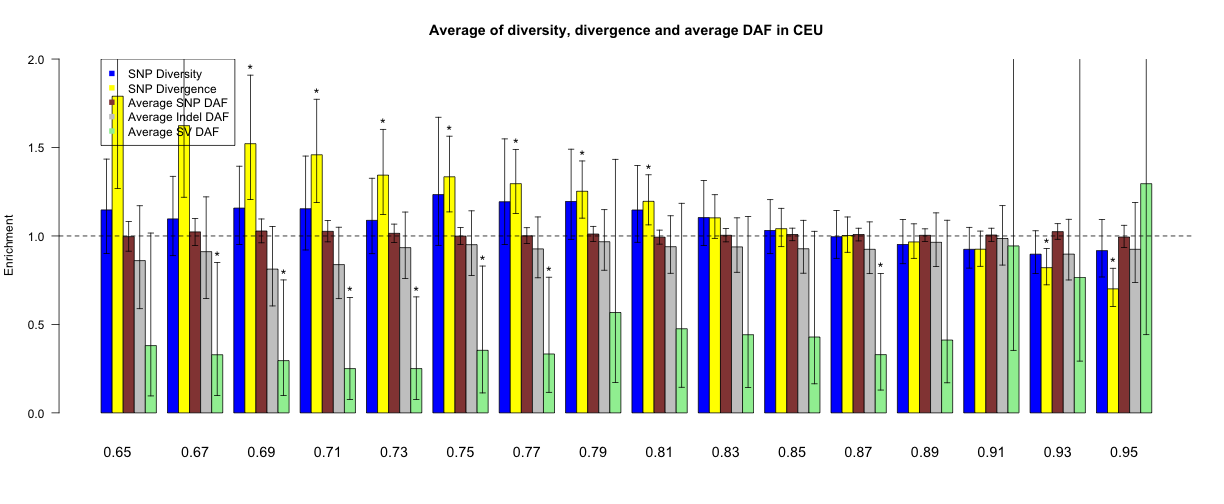 Average of diversity, divergence and average DAF in CEU
Enrichment
2.0
1.5
1.0
0.5
0.0
SNP Diversity
SNP Divergence
Average SNP DAF
Average Indel DAF
Average SV DAF
* * * * * * * * *
* * * * * * * * *
0.65 0.67 0.69 0.71 0.73 0.75 0.77 0.79 0.81 0.83 0.85 0.87 0.89 0.91 0.93 0.95